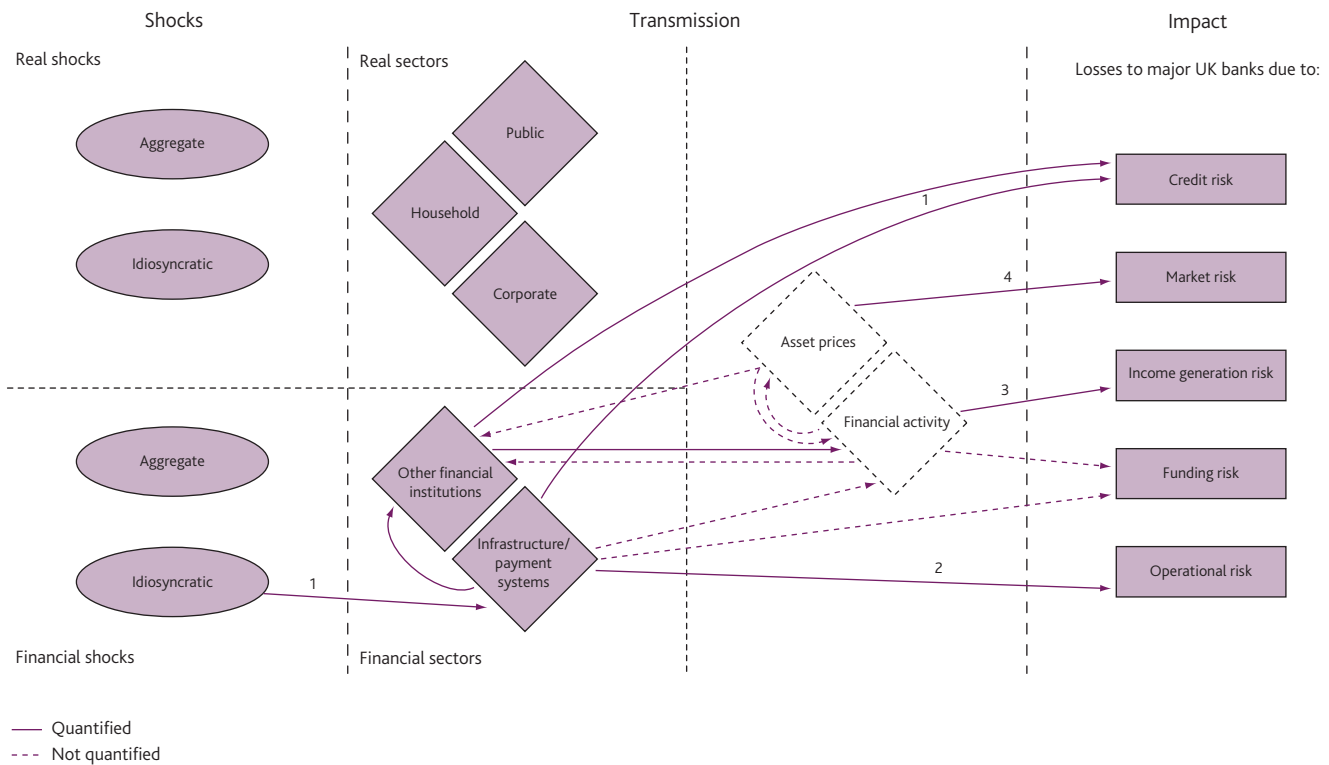 Shocks
Transmission
Impact
Real shocks
Real sectors
Losses to major UK banks due to:
Aggregate
Idiosyncratic
Public
Household
Corporate
1
Credit risk
4
Market risk
Asset prices
3
Income generation risk
Financial activity
Aggregate
Other financial
institutions
Funding risk
Idiosyncratic
1
Infrastructure/
payment
systems
2
Operational risk
Financial shocks
Financial sectors
Quantified
Not quantified